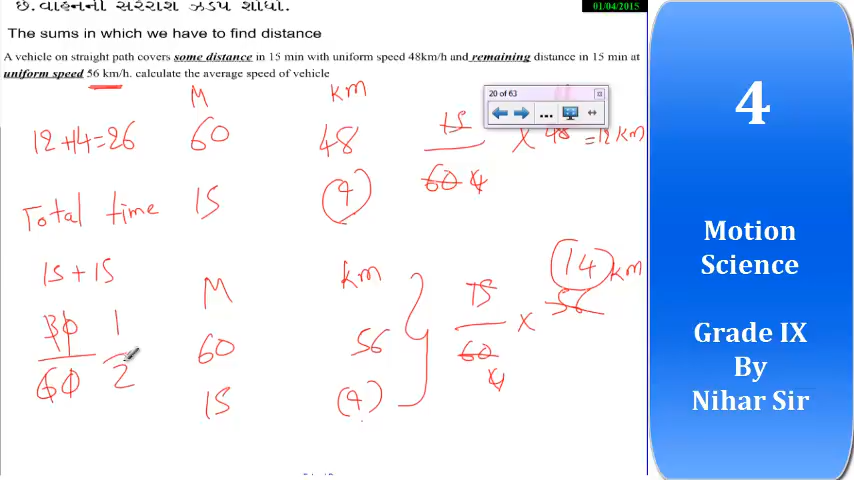 છે. વાહનની સરેરાશ ઝડપ શોધો.
01/04/2015
The sums in which we have to find distance
A vehicle on straight path covers some distance in 15 min with uniform speed 48km/h and remaining distance in 15 min at
uniform speed 56 km/h. calculate the average speed of vehicle
20 of 63
M
km
12+14=26
60
48
15
60 4
× 48 = 12 km
Total time
15
(?)
15 + 15
M
km
15
60 4
×
14 km
56
30 1
60 2
60
56
15
(?)
4
Motion
Science
Grade IX
By
Nihar Sir